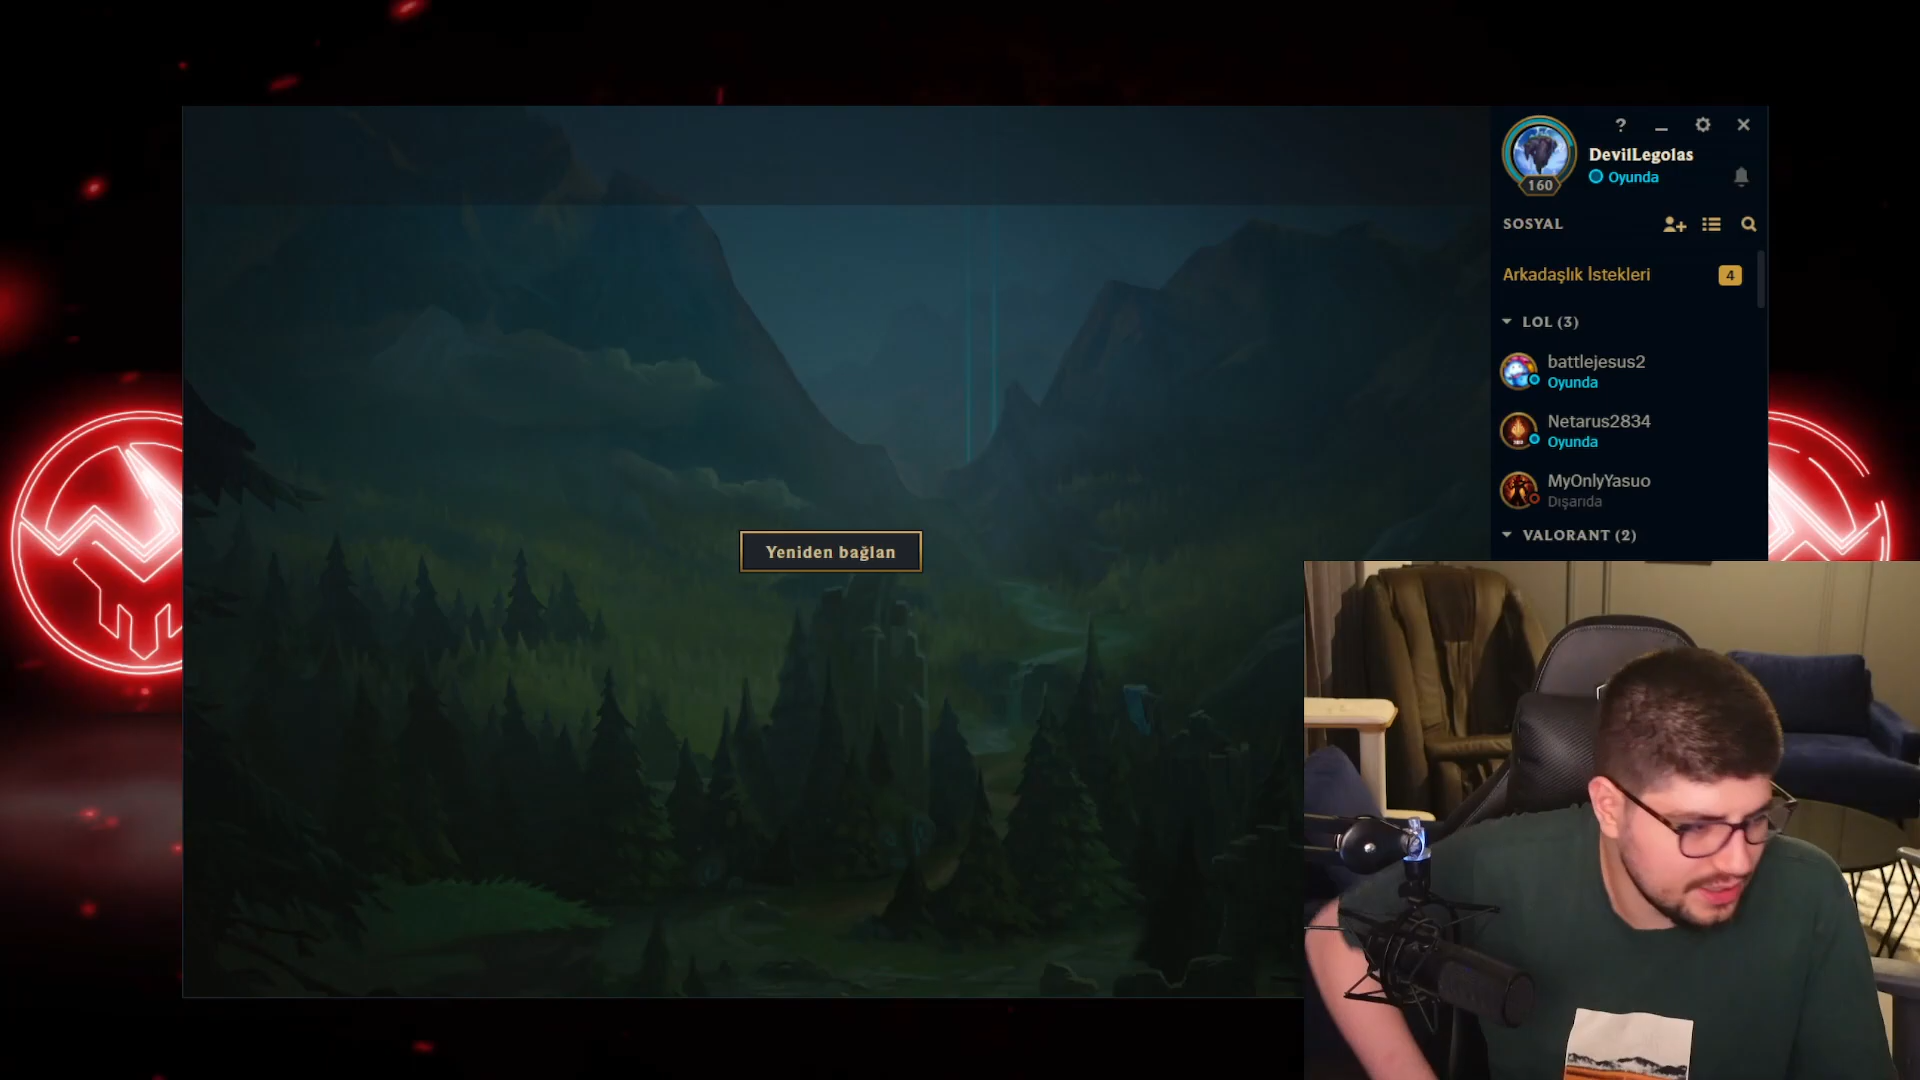 ?
DevilLegolas
Oyunda
160
SOSYAL
Arkadaşlık İstekleri
4
LOL (3)
battlejesus2
Oyunda
Netarus2834
Oyunda
MyOnlyYasuo
Dışarıda
VALORANT (2)
Yeniden bağlan